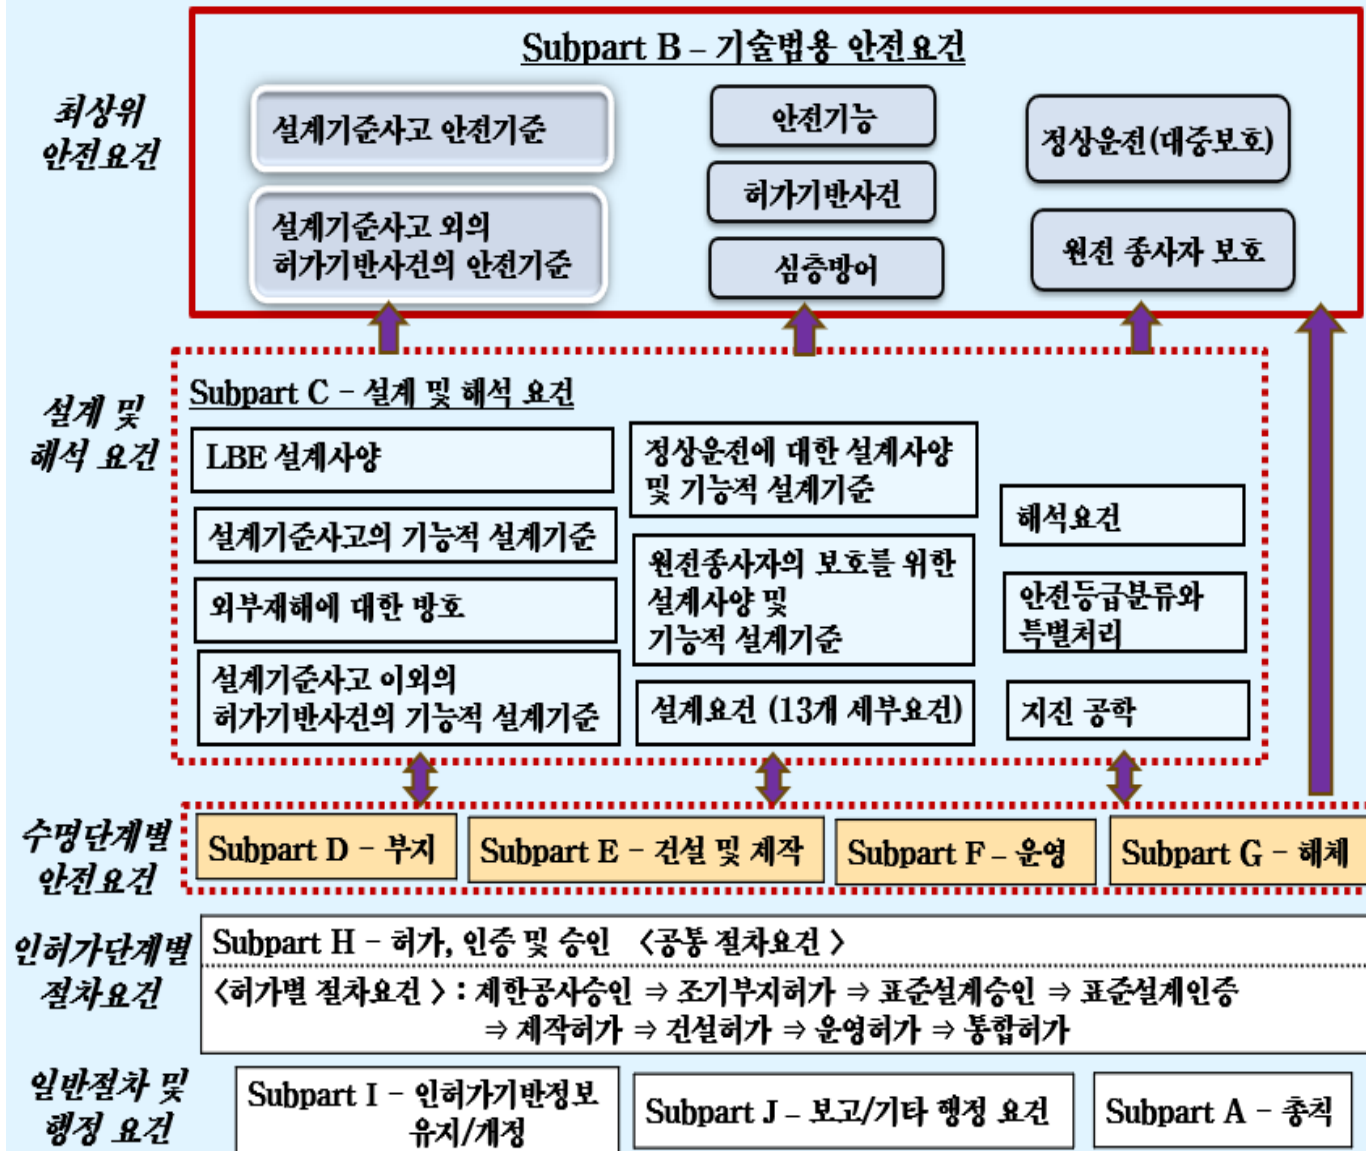 Subpart B – 기술범용 안전요건
최상위
안전요건
설계기준사고 안전기준
설계기준사고 외의
허가기반사건의 안전기준
안전기능
허가기반사건
심층방어
정상운전(대중보호)
원전 종사자 보호
설계 및
해석 요건
Subpart C - 설계 및 해석 요건
LBE 설계사양
설계기준사고의 기능적 설계기준
외부재해에 대한 방호
설계기준사고 이외의
허가기반사건의 기능적 설계기준
정상운전에 대한 설계사양
및 기능적 설계기준
원전종사자의 보호를 위한
설계사양 및
기능적 설계기준
설계요건 (13개 세부요건)
해석요건
안전등급분류와
특별처리
지진 공학
수명단계별
안전요건
Subpart D - 부지
Subpart E - 건설 및 제작
Subpart F – 운영
Subpart G - 해체
인허가단계별
절차요건
Subpart H - 허가, 인증 및 승인 〈공통 절차요건 〉
〈허가별 절차요건 〉 : 제한공사승인 ⇒ 조기부지허가 ⇒ 표준설계승인 ⇒ 표준설계인증
⇒ 제작허가 ⇒ 건설허가 ⇒ 운영허가 ⇒ 통합허가
일반절차 및
행정 요건
Subpart I - 인허가기반정보
유지/개정
Subpart J – 보고/기타 행정 요건
Subpart A - 총칙